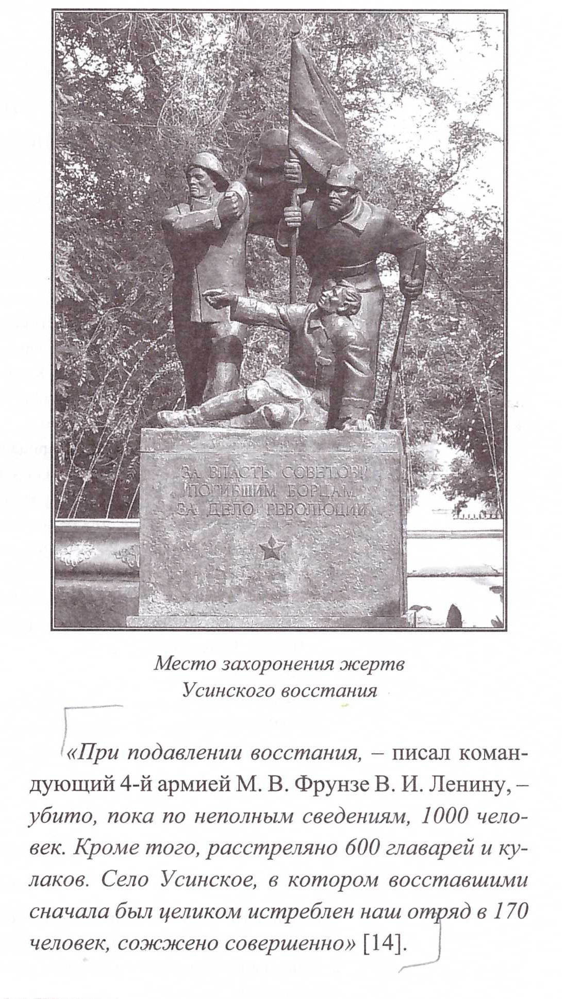 ЗА ВЛАСТЬ СОВЕТОВ!
ПОГИБШИМ БОРЦАМ
ЗА ДЕЛО РЕВОЛЮЦИИ
Место захоронения жертв
Усинского восстания
«При подавлении восстания, – писал коман-
дующий 4-й армией М. В. Фрунзе В. И. Ленину, –
убито, пока по неполным сведениям, 1000 чело-
век. Кроме того, расстреляно 600 главарей и ку-
лаков. Село Усинское, в котором восставшими
сначала был целиком истреблен наш отряд в 170
человек, сожжено совершенно» [14].